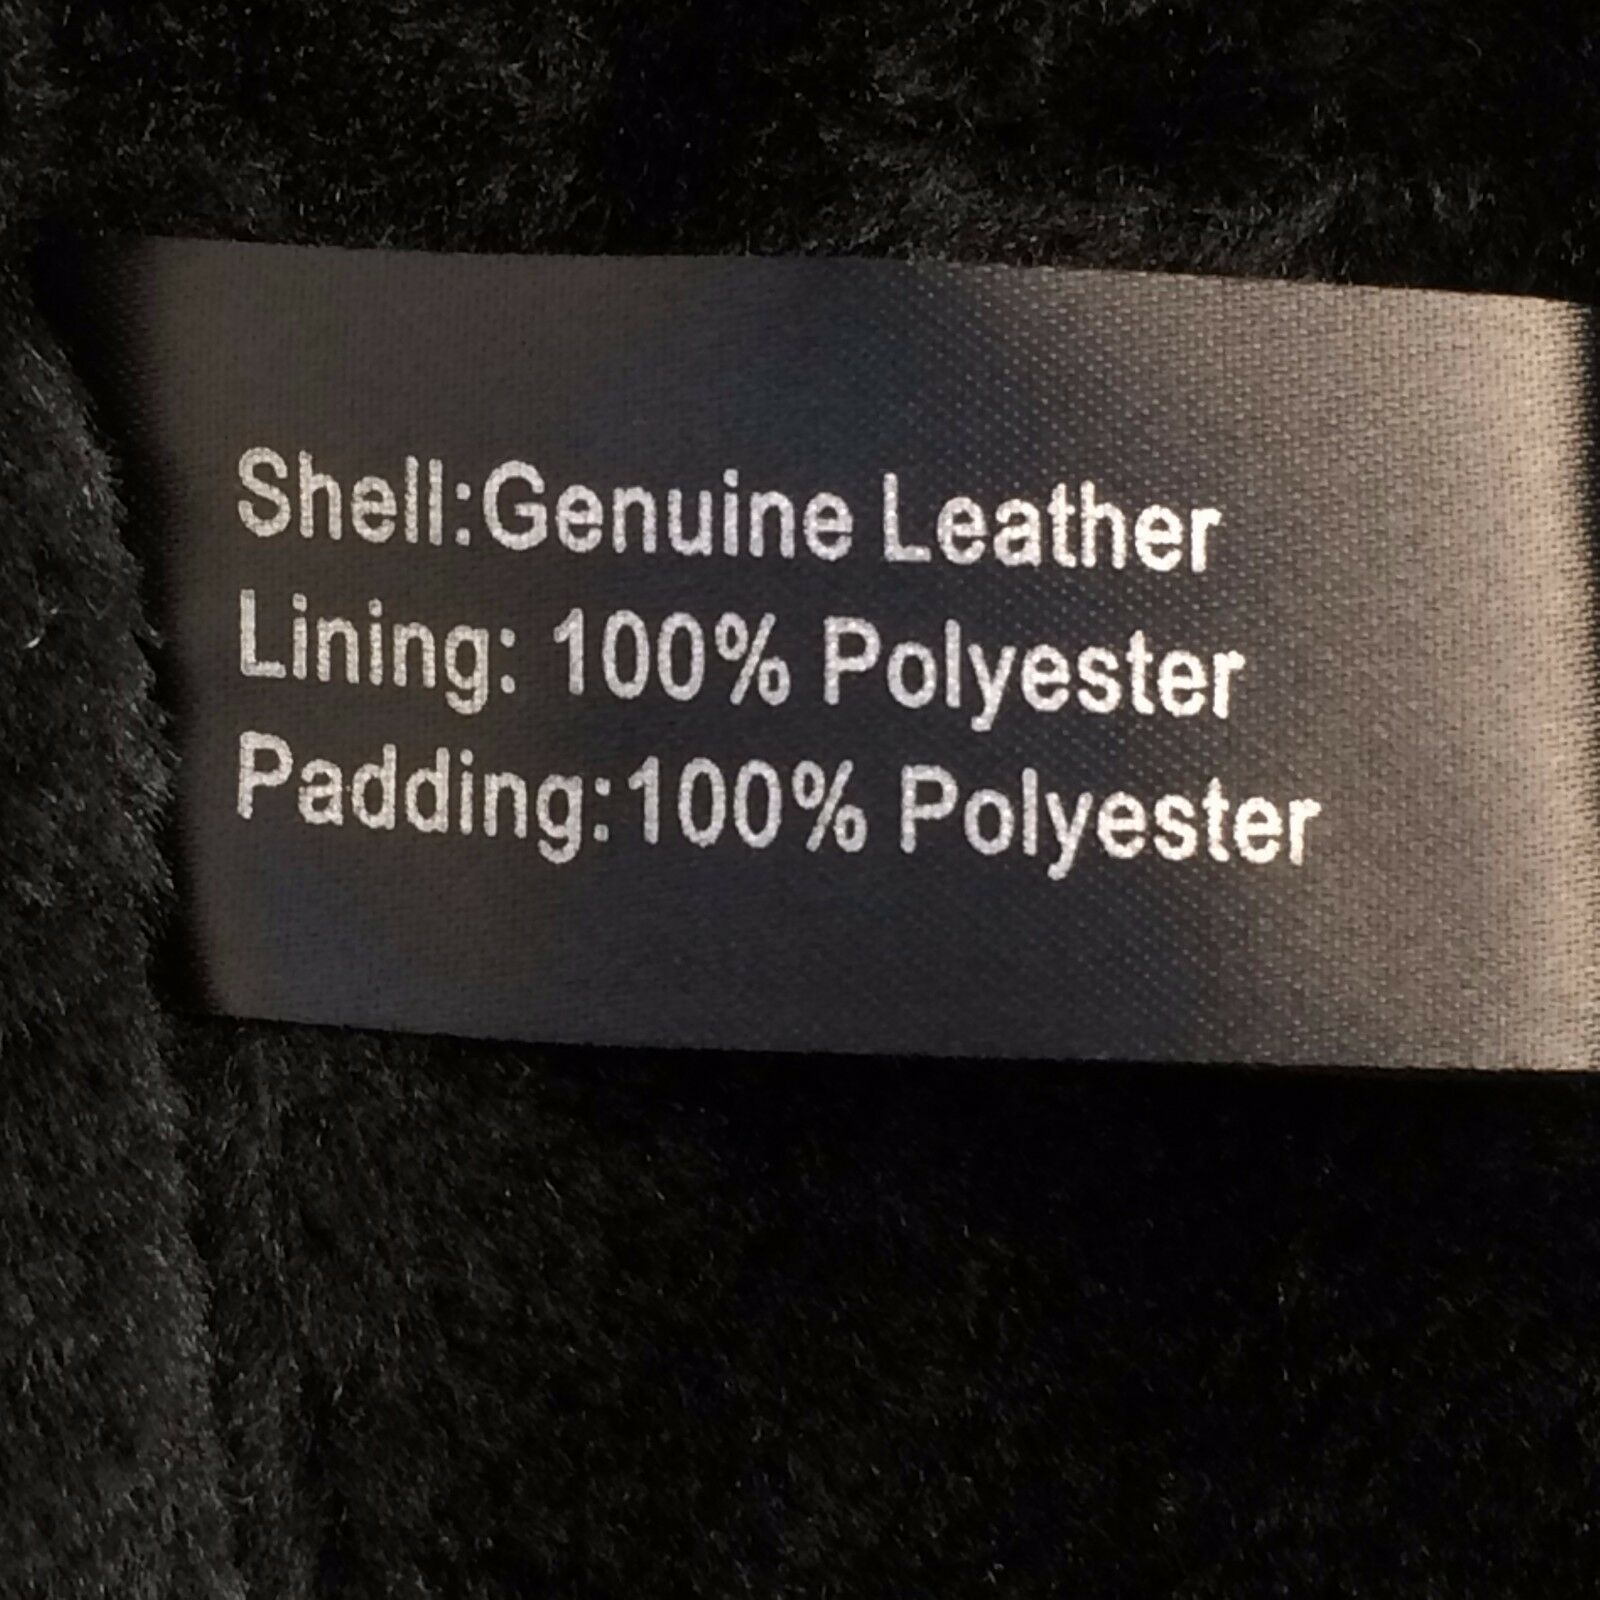 Shell:Genuine Leather
Lining: 100% Polyester
Padding:100% Polyester